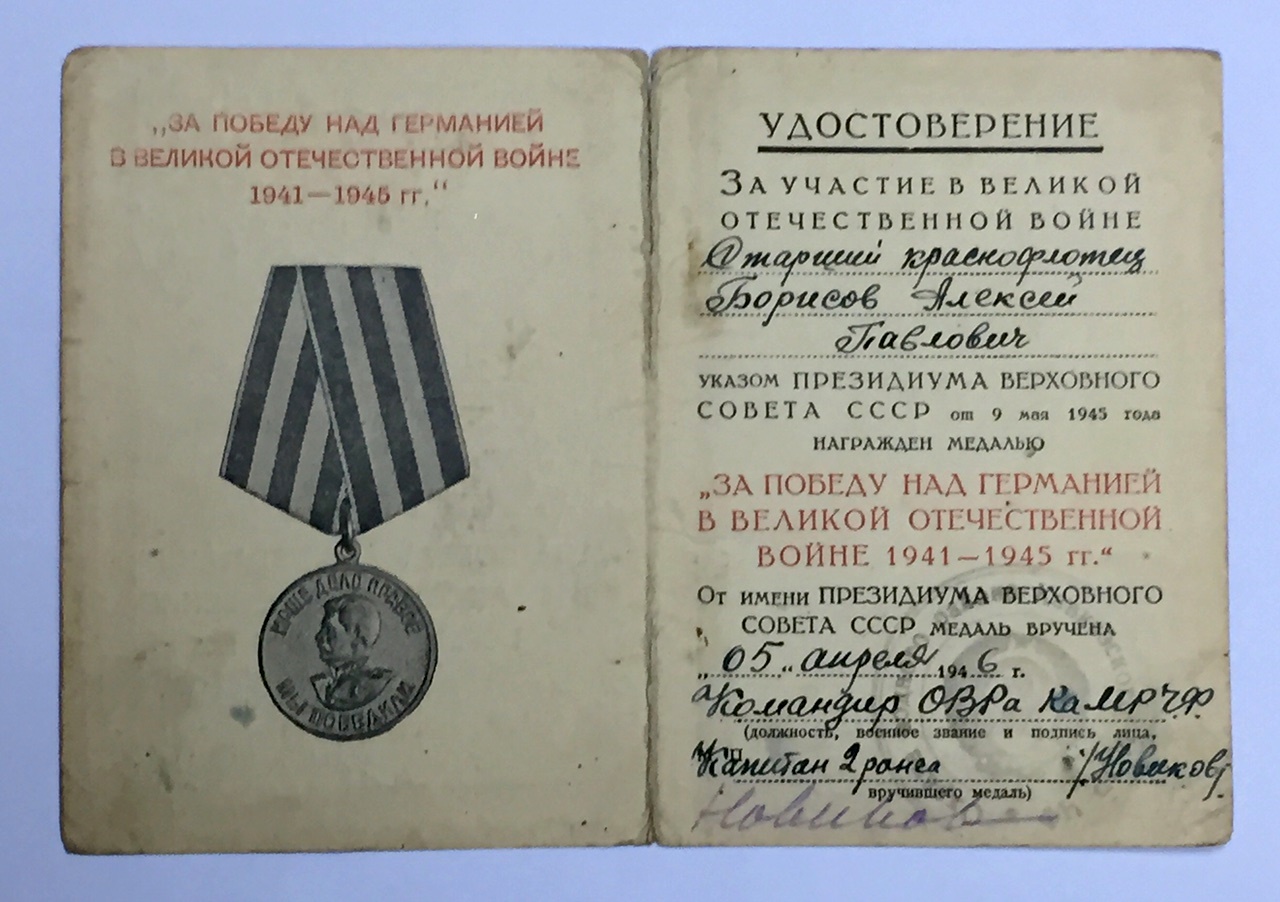 „ЗА ПОБЕДУ НАД ГЕРМАНИЕЙ
В ВЕЛИКОЙ ОТЕЧЕСТВЕННОЙ ВОЙНЕ
1941—1945 гг.“
НАШЕ ДЕЛО ПРАВОЕ
МЫ ПОБЕДИЛИ
УДОСТОВЕРЕНИЕ
ЗА УЧАСТИЕ В ВЕЛИКОЙ
ОТЕЧЕСТВЕННОЙ ВОЙНЕ
Старший краснофлотец
Борисов Алексей
Павлович
УКАЗОМ ПРЕЗИДИУМА ВЕРХОВНОГО
СОВЕТА СССР от 9 мая 1945 года
НАГРАЖДЕН МЕДАЛЬЮ
„ЗА ПОБЕДУ НАД ГЕРМАНИЕЙ
В ВЕЛИКОЙ ОТЕЧЕСТВЕННОЙ
ВОЙНЕ 1941—1945 гг.“
ОТ ИМЕНИ ПРЕЗИДИУМА ВЕРХОВНОГО
СОВЕТА СССР МЕДАЛЬ ВРУЧЕНА
„05„ апреля 1946 г.
Командир ОВРа КаМРЧФ
(должность, военное звание и подпись лица,
Капитан 2 ранга /Новиков/
вручившего медаль)
Новиков